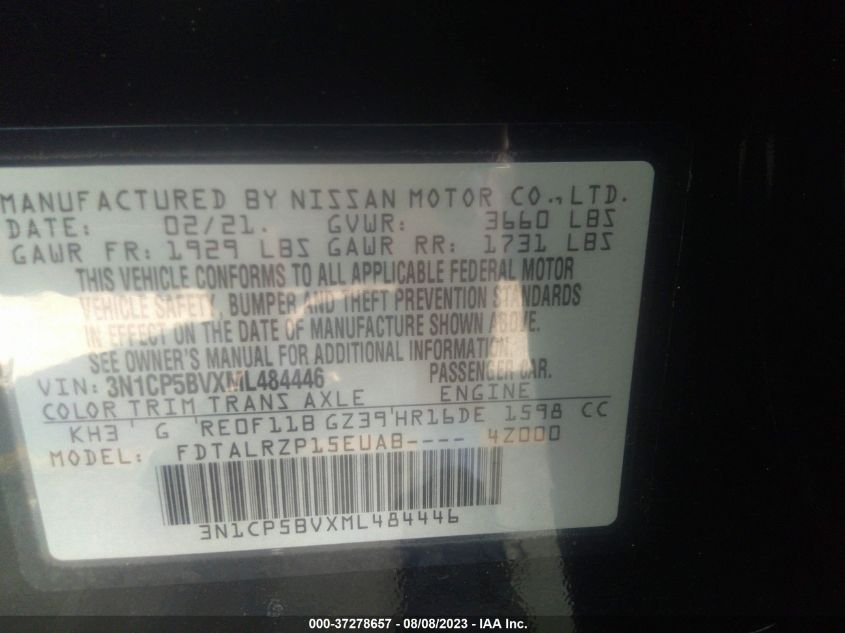 MANUFACTURED BY NISSAN MOTOR CO., LTD.
DATE: 02/21. GVWR: 3660 LBS
GAWR FR: 1929 LBS GAWR RR: 1731 LBS
THIS VEHICLE CONFORMS TO ALL APPLICABLE FEDERAL MOTOR
VEHICLE SAFETY, BUMPER AND THEFT PREVENTION STANDARDS
IN EFFECT ON THE DATE OF MANUFACTURE SHOWN ABOVE.
SEE OWNER'S MANUAL FOR ADDITIONAL INFORMATION.
VIN: 3N1CP5BVXML484446 PASSENGER CAR.
COLOR TRIM TRANS AXLE ENGINE
KH3 ' G 'RE0F11B GZ39'HR16DE 1598 CC
MODEL: FDTALRZP15EUAB---- 4Z000
3N1CP5BVXML484446
000-37278657 - 08/08/2023 - IAA Inc.